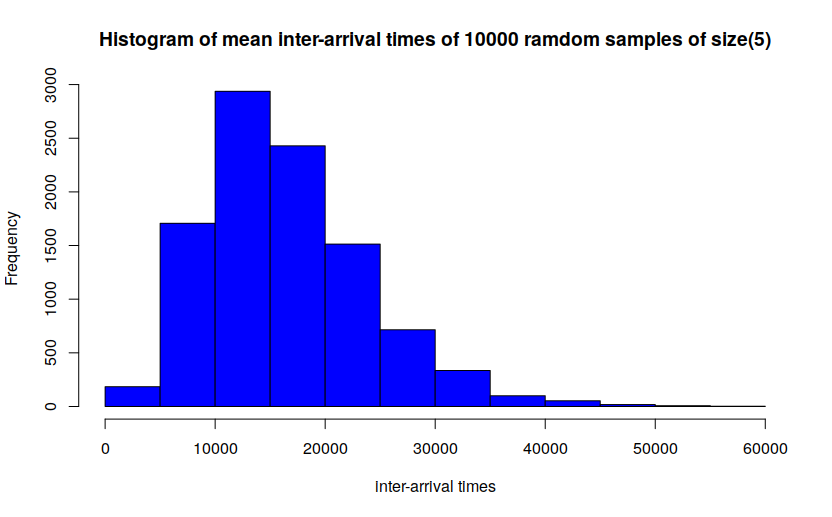 Histogram of mean inter-arrival times of 10000 ramdom samples of size(5)
Frequency
3000
2500
2000
1500
1000
500
0
0 10000 20000 30000 40000 50000 60000
inter-arrival times